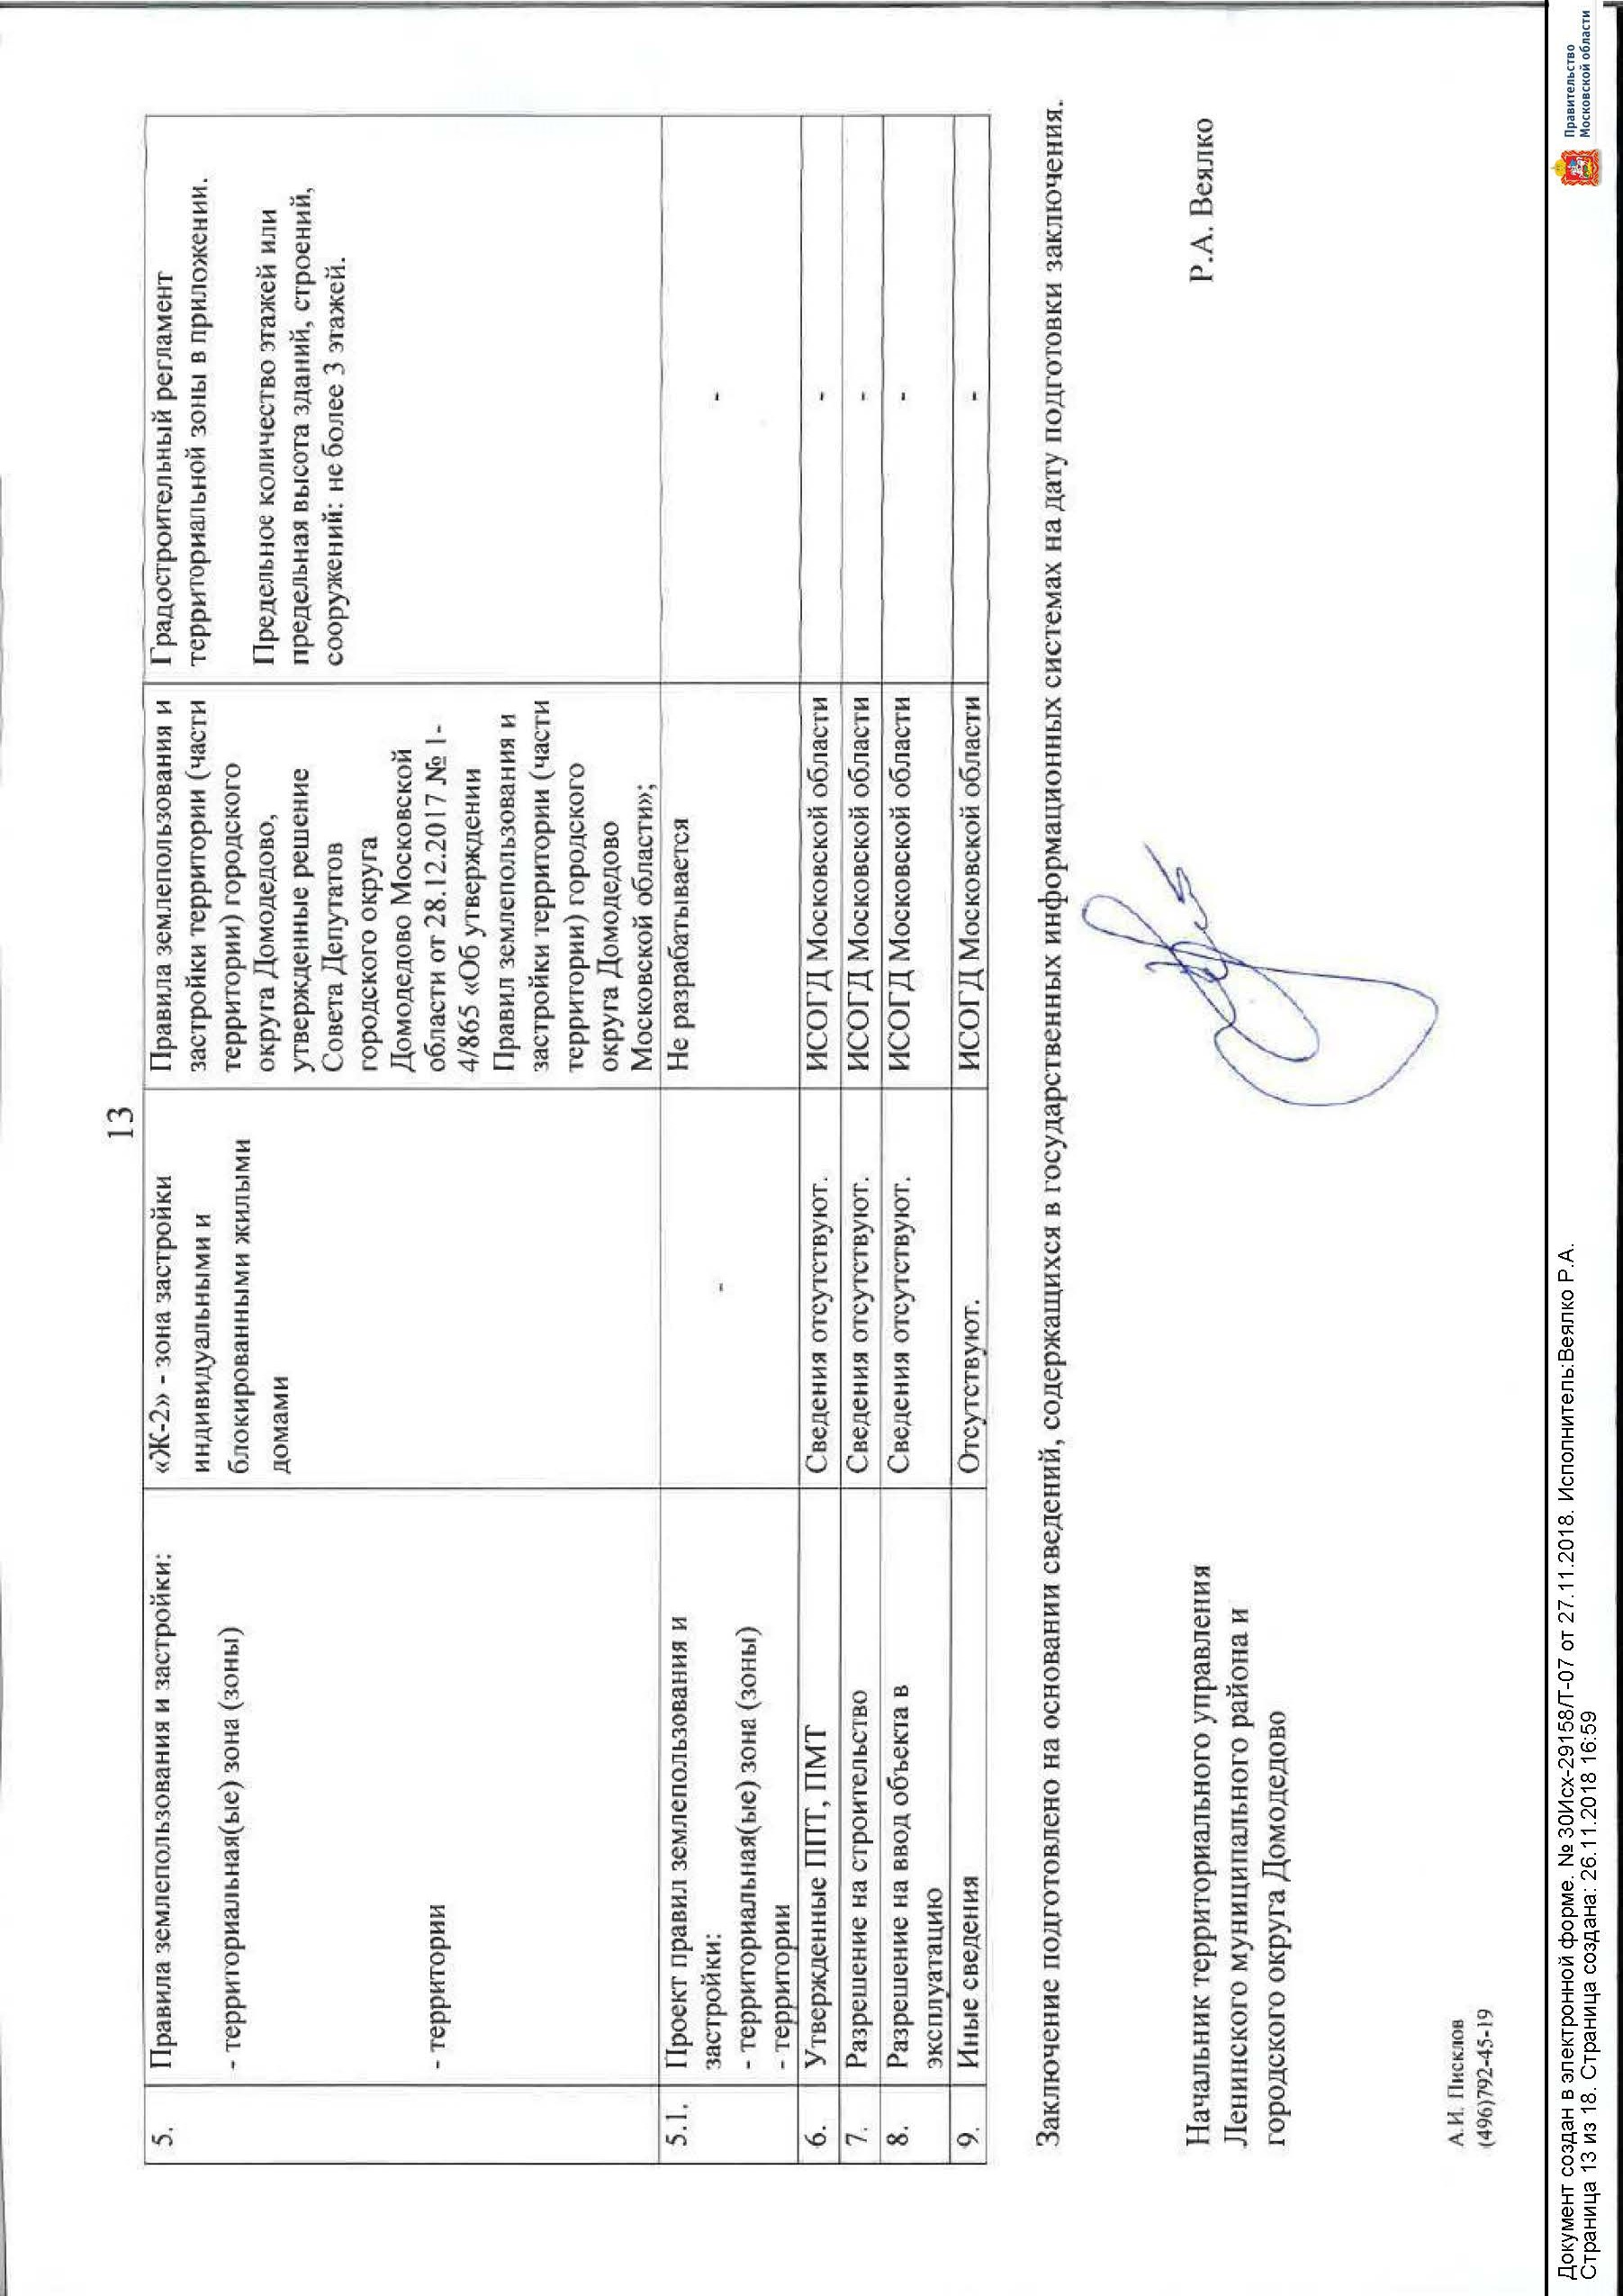 13
5.
Правила землепользования и застройки:
- территориальная(ые) зона (зоны)
- территории
«Ж-2» - зона застройки
индивидуальными и
блокированными жилыми
домами
Правила землепользования и
застройки территории (части
территории) городского
округа Домодедово,
утвержденные решение
Совета Депутатов
городского округа
Домодедово Московской
области от 28.12.2017 № 1-
4/865 «Об утверждении
Правил землепользования и
застройки территории (части
территории) городского
округа Домодедово
Московской области»;
Градостроительный регламент
территориальной зоны в приложении.
Предельное количество этажей или
предельная высота зданий, строений,
сооружений: не более 3 этажей.
5.1.
Проект правил землепользования и
застройки:
- территориальная(ые) зона (зоны)
- территории
-
Не разрабатывается
-
6. Утвержденные ППТ, ПМТ Сведения отсутствуют. ИСОГД Московской области -
7. Разрешение на строительство Сведения отсутствуют. ИСОГД Московской области -
8. Разрешение на ввод объекта в Сведения отсутствуют. ИСОГД Московской области -
эксплуатацию
9. Иные сведения Отсутствуют. ИСОГД Московской области -
Заключение подготовлено на основании сведений, содержащихся в государственных информационных системах на дату подготовки заключения.
Начальник территориального управления
Ленинского муниципального района и
городского округа Домодедово
Р.А. Веялко
А.И. Писклов
(496)792-45-19
Документ создан в электронной форме. № 30Исх-29158/Т-07 от 27.11.2018. Исполнитель:Веялко Р.А.
Страница 13 из 18. Страница создана: 26.11.2018 16:59
Правительство
Московской области